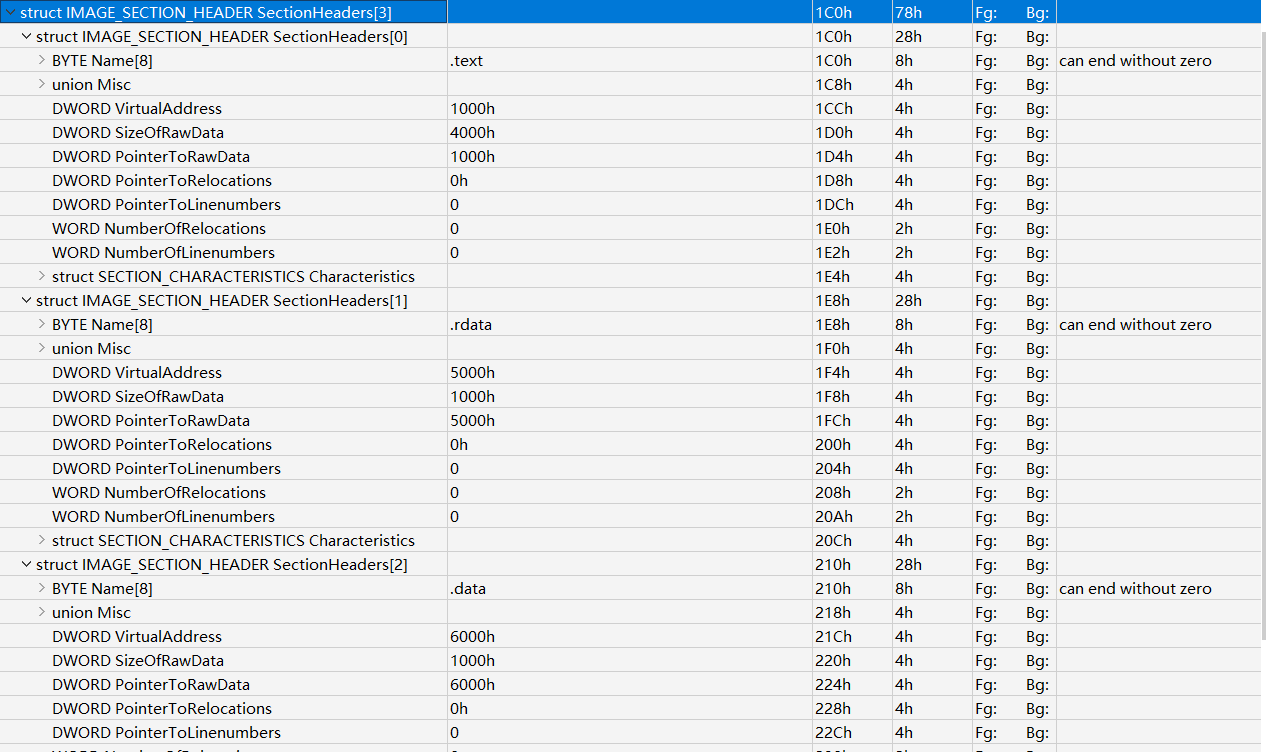 struct IMAGE_SECTION_HEADER SectionHeaders[3] 1C0h 78h Fg: Bg:
struct IMAGE_SECTION_HEADER SectionHeaders[0] 1C0h 28h Fg: Bg:
BYTE Name[8] .text 1C0h 8h Fg: Bg: can end without zero
union Misc 1C8h 4h Fg: Bg:
DWORD VirtualAddress 1000h 1CCh 4h Fg: Bg:
DWORD SizeOfRawData 4000h 1D0h 4h Fg: Bg:
DWORD PointerToRawData 1000h 1D4h 4h Fg: Bg:
DWORD PointerToRelocations 0h 1D8h 4h Fg: Bg:
DWORD PointerToLinenumbers 0 1DCh 4h Fg: Bg:
WORD NumberOfRelocations 0 1E0h 2h Fg: Bg:
WORD NumberOfLinenumbers 0 1E2h 2h Fg: Bg:
struct SECTION_CHARACTERISTICS Characteristics 1E4h 4h Fg: Bg:
struct IMAGE_SECTION_HEADER SectionHeaders[1] 1E8h 28h Fg: Bg:
BYTE Name[8] .rdata 1E8h 8h Fg: Bg: can end without zero
union Misc 1F0h 4h Fg: Bg:
DWORD VirtualAddress 5000h 1F4h 4h Fg: Bg:
DWORD SizeOfRawData 1000h 1F8h 4h Fg: Bg:
DWORD PointerToRawData 5000h 1FCh 4h Fg: Bg:
DWORD PointerToRelocations 0h 200h 4h Fg: Bg:
DWORD PointerToLinenumbers 0 204h 4h Fg: Bg:
WORD NumberOfRelocations 0 208h 2h Fg: Bg:
WORD NumberOfLinenumbers 0 20Ah 2h Fg: Bg:
struct SECTION_CHARACTERISTICS Characteristics 20Ch 4h Fg: Bg:
struct IMAGE_SECTION_HEADER SectionHeaders[2] 210h 28h Fg: Bg:
BYTE Name[8] .data 210h 8h Fg: Bg: can end without zero
union Misc 218h 4h Fg: Bg:
DWORD VirtualAddress 6000h 21Ch 4h Fg: Bg:
DWORD SizeOfRawData 1000h 220h 4h Fg: Bg:
DWORD PointerToRawData 6000h 224h 4h Fg: Bg:
DWORD PointerToRelocations 0h 228h 4h Fg: Bg:
DWORD PointerToLinenumbers 0 22Ch 4h Fg: Bg: